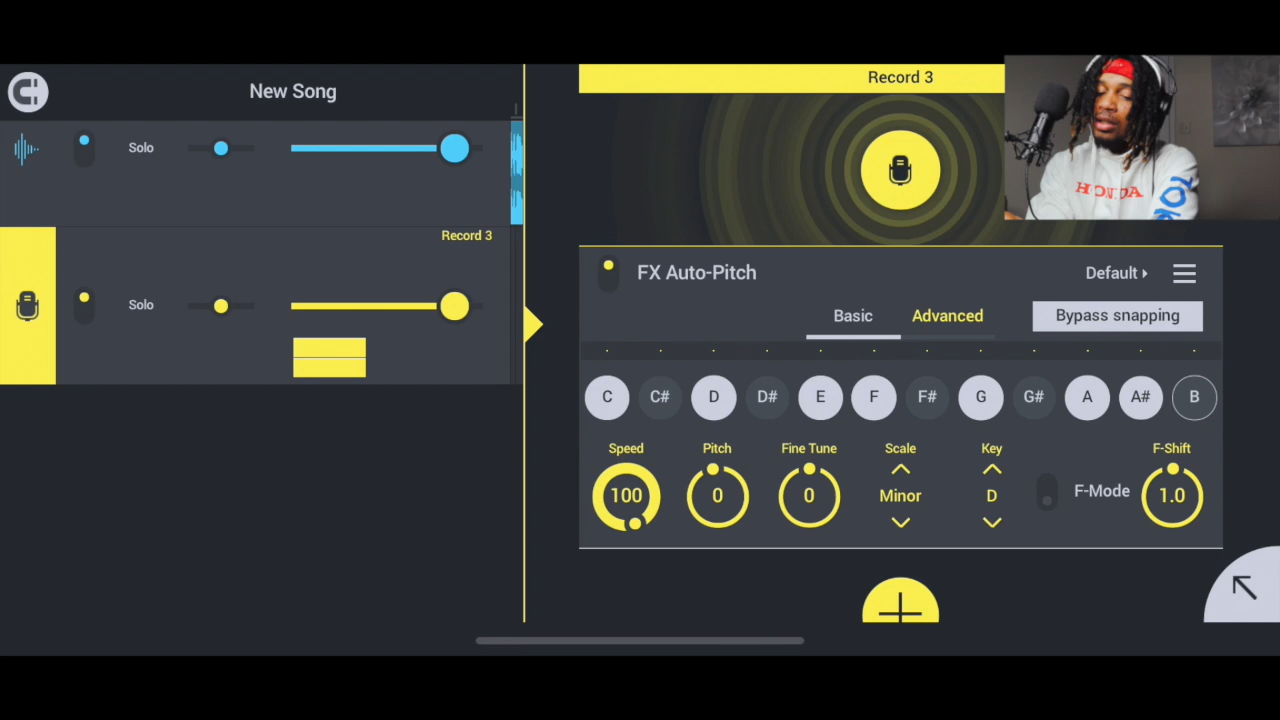 New Song
Solo
Record 3
Solo
Record 3
FX Auto-Pitch
Default
Basic
Advanced
Bypass snapping
C C# D D# E F F# G G# A A# B
Speed Pitch Fine Tune Scale Key F-Shift
100 0 0 Minor D F-Mode 1.0